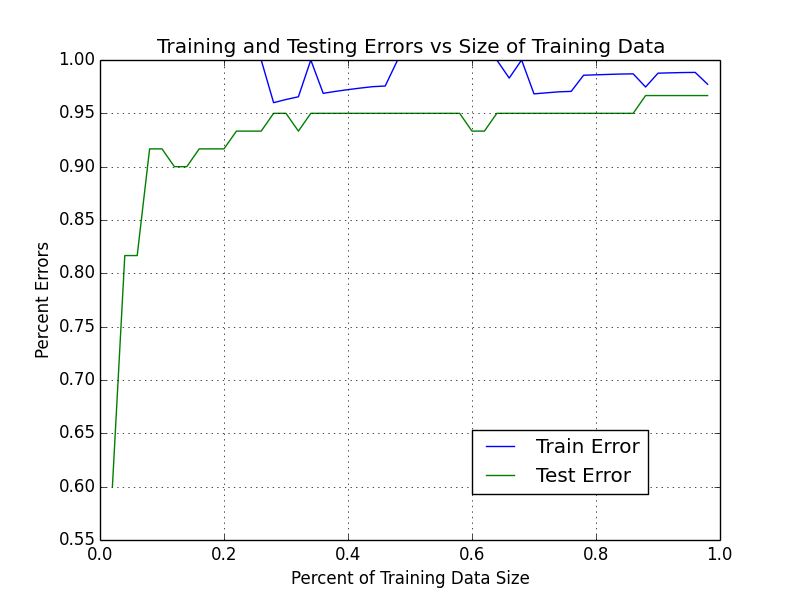 Training and Testing Errors vs Size of Training Data
1.00
0.95
0.90
0.85
0.80
0.75
0.70
0.65
0.60
0.55
Percent Errors
Train Error
Test Error
0.0 0.2 0.4 0.6 0.8 1.0
Percent of Training Data Size